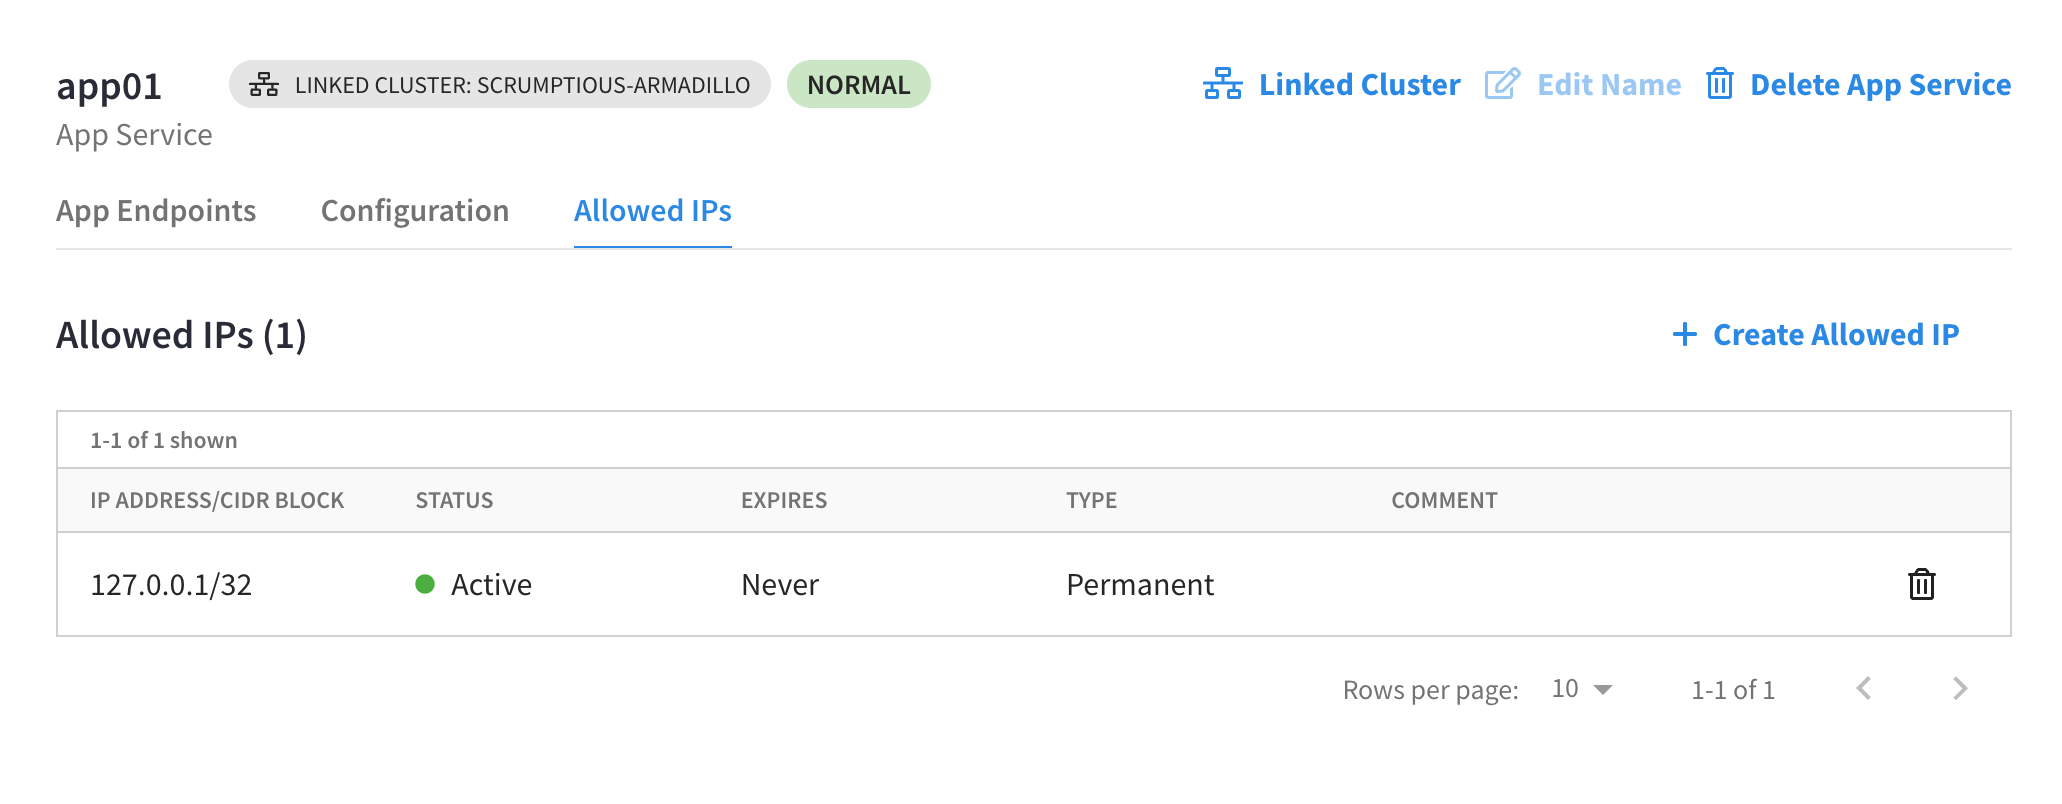 app01 LINKED CLUSTER: SCRUMPTIOUS-ARMADILLO NORMAL Linked Cluster Edit Name Delete App Service
App Service
App Endpoints Configuration Allowed IPs
Allowed IPs (1) + Create Allowed IP
1-1 of 1 shown
IP ADDRESS/CIDR BLOCK STATUS EXPIRES TYPE COMMENT
127.0.0.1/32 Active Never Permanent
Rows per page: 10 1-1 of 1